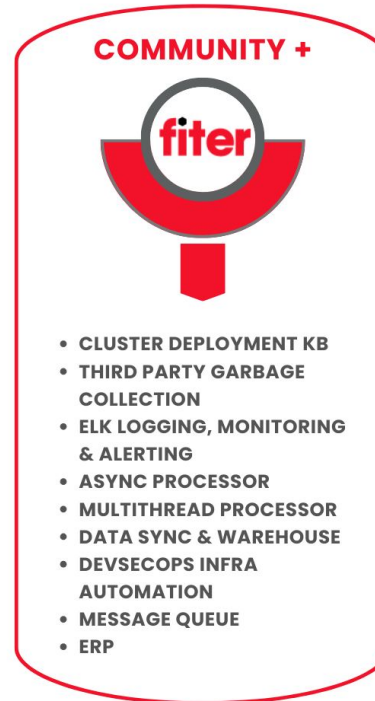 COMMUNITY +
fiter
• CLUSTER DEPLOYMENT KB
• THIRD PARTY GARBAGE
COLLECTION
• ELK LOGGING, MONITORING
& ALERTING
• ASYNC PROCESSOR
• MULTITHREAD PROCESSOR
• DATA SYNC & WAREHOUSE
• DEVSECOPS INFRA
AUTOMATION
• MESSAGE QUEUE
• ERP